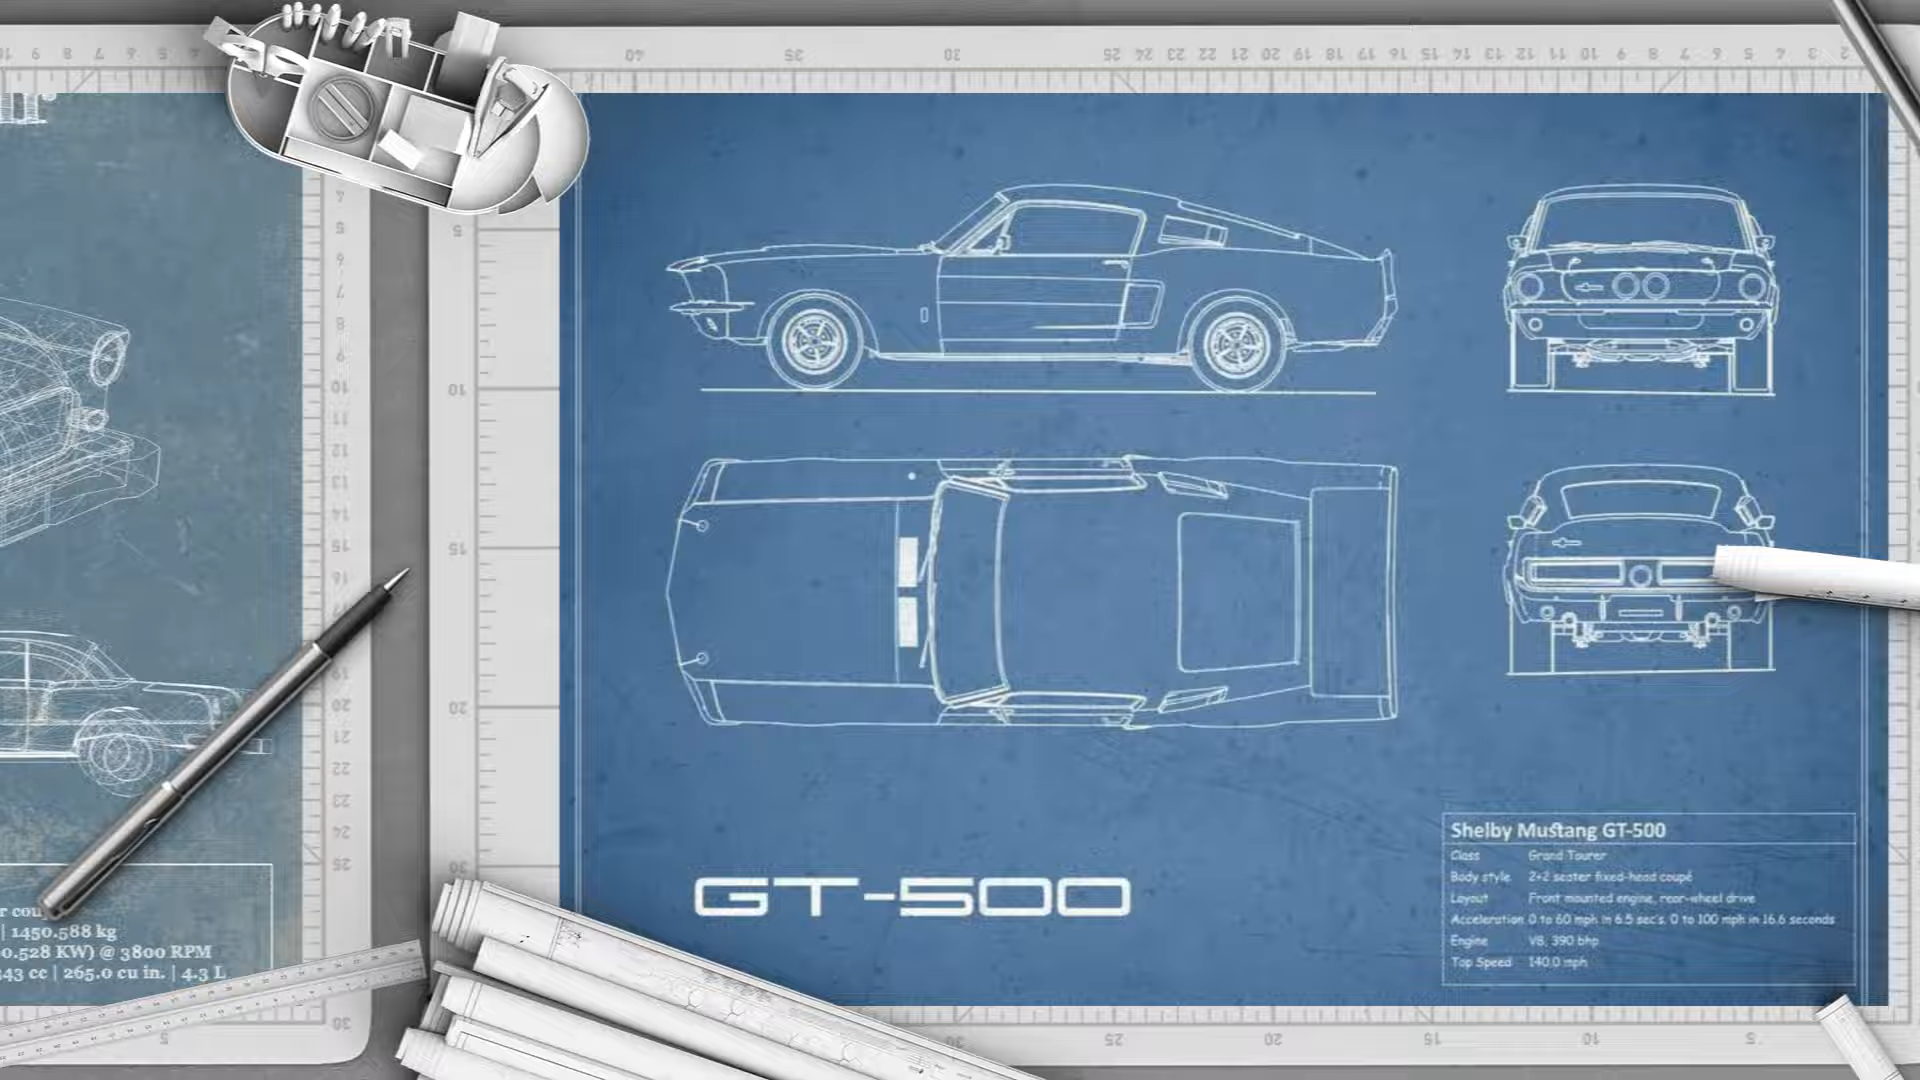 GT-500
Shelby Mustang GT-500
Class Grand Tourer
Body style 2+2 seater fixed-head coupé
Layout Front mounted engine, rear-wheel drive
Acceleration 0 to 60 mph in 6.5 sec's. 0 to 100 mph in 16.6 seconds
Engine V8, 390 bhp
Top Speed 140.0 mph
| 1450.588 kg
0.528 KW) @ 3800 RPM
43 cc | 265.0 cu in. | 4.3 L